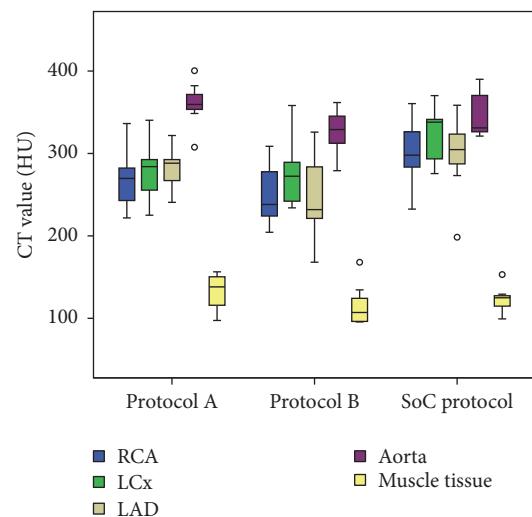 CT value (HU)
400
300
200
100
Protocol A
Protocol B
SoC protocol
RCA
LCx
LAD
Aorta
Muscle tissue